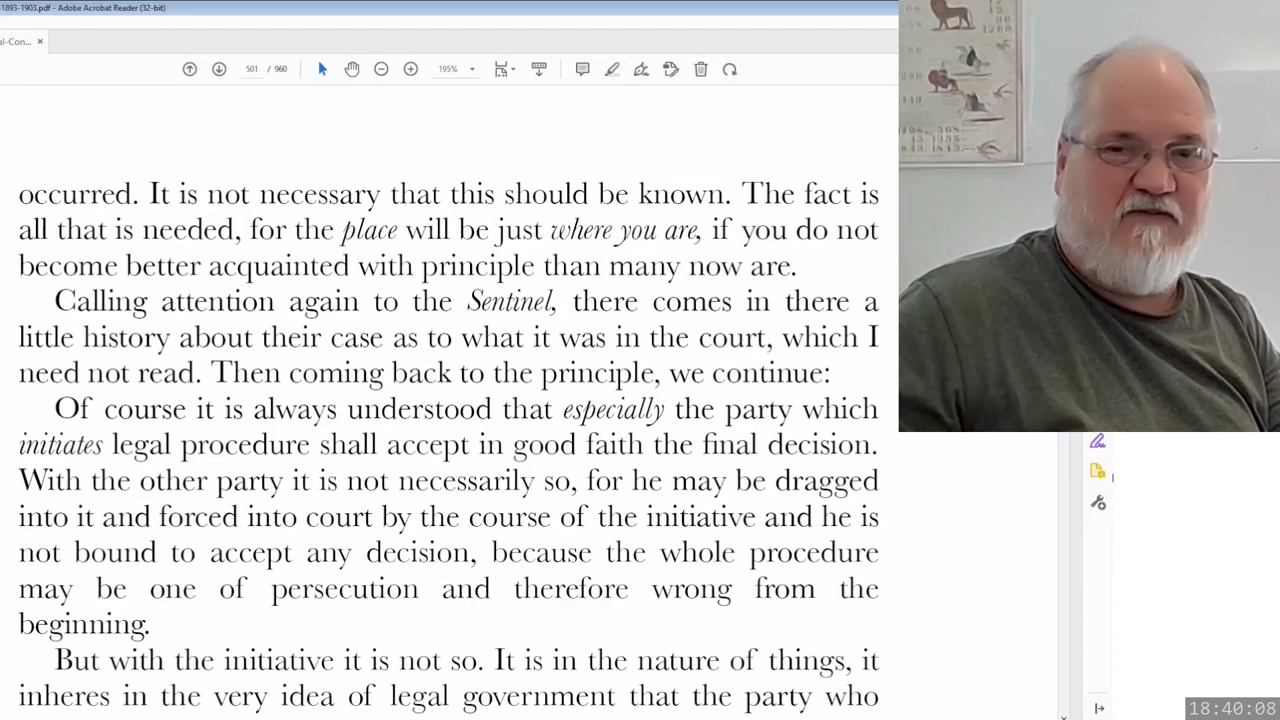 -1893-1903.pdf - Adobe Acrobat Reader (32-bit)
al-Con... ×
501 / 960
195%
occurred. It is not necessary that this should be known. The fact is
all that is needed, for the place will be just where you are, if you do not
become better acquainted with principle than many now are.
Calling attention again to the Sentinel, there comes in there a
little history about their case as to what it was in the court, which I
need not read. Then coming back to the principle, we continue:
Of course it is always understood that especially the party which
initiates legal procedure shall accept in good faith the final decision.
With the other party it is not necessarily so, for he may be dragged
into it and forced into court by the course of the initiative and he is
not bound to accept any decision, because the whole procedure
may be one of persecution and therefore wrong from the
beginning.
But with the initiative it is not so. It is in the nature of things, it
inheres in the very idea of legal government that the party who
18:40:08